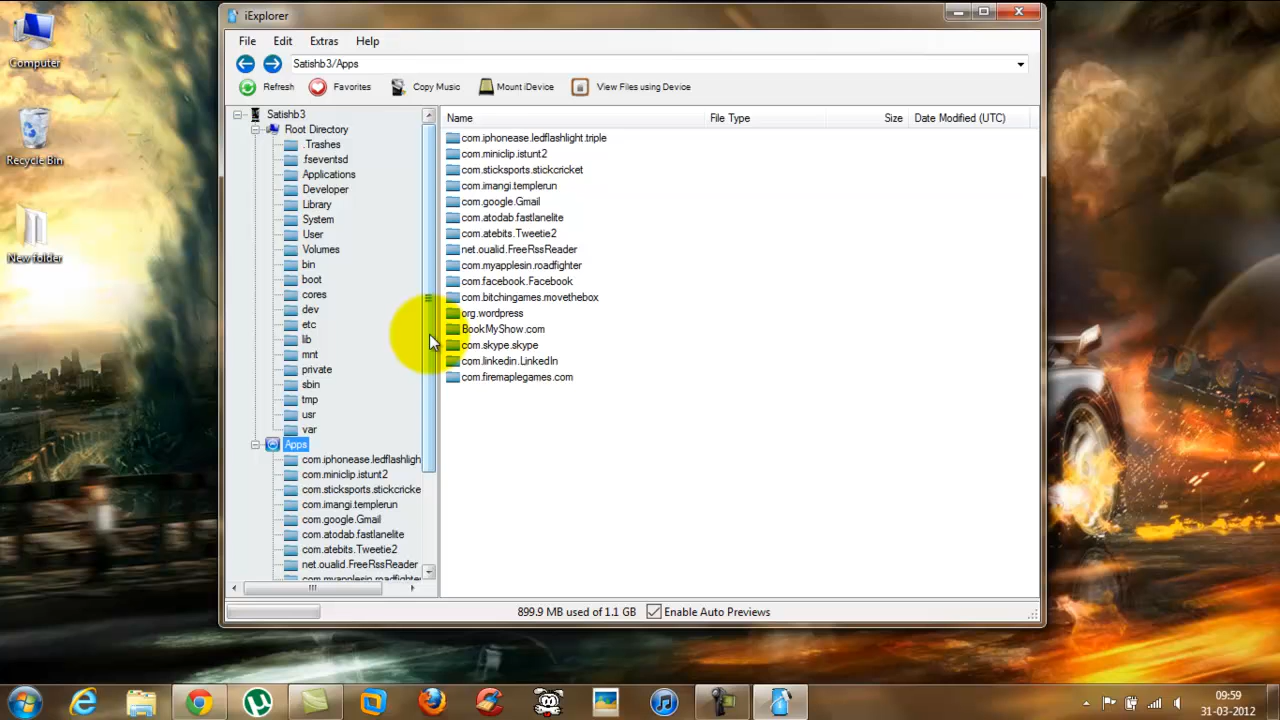 iExplorer
Computer
Recycle Bin
New folder
File Edit Extras Help
Satishb3/Apps
Refresh Favorites Copy Music Mount iDevice View Files using Device
Satishb3
Root Directory
.Trashes
.fseventsd
Applications
Developer
Library
System
User
Volumes
bin
boot
cores
dev
etc
lib
mnt
private
sbin
tmp
usr
var
Apps
com.iphonease.ledflashligh
com.miniclip.istunt2
com.sticksports.stickcricke
com.imangi.templerun
com.google.Gmail
com.atodab.fastlanelite
com.atebits.Tweetie2
net.oualid.FreeRssReader
com.myapplesin.roadfighter
Name File Type Size Date Modified (UTC)
com.iphonease.ledflashlight.triple
com.miniclip.istunt2
com.sticksports.stickcricket
com.imangi.templerun
com.google.Gmail
com.atodab.fastlanelite
com.atebits.Tweetie2
net.oualid.FreeRssReader
com.myapplesin.roadfighter
com.facebook.Facebook
com.bitchingames.movethebox
org.wordpress
BookMyShow.com
com.skype.skype
com.linkedin.LinkedIn
com.firemaplegames.com
899.9 MB used of 1.1 GB Enable Auto Previews
09:59
31-03-2012